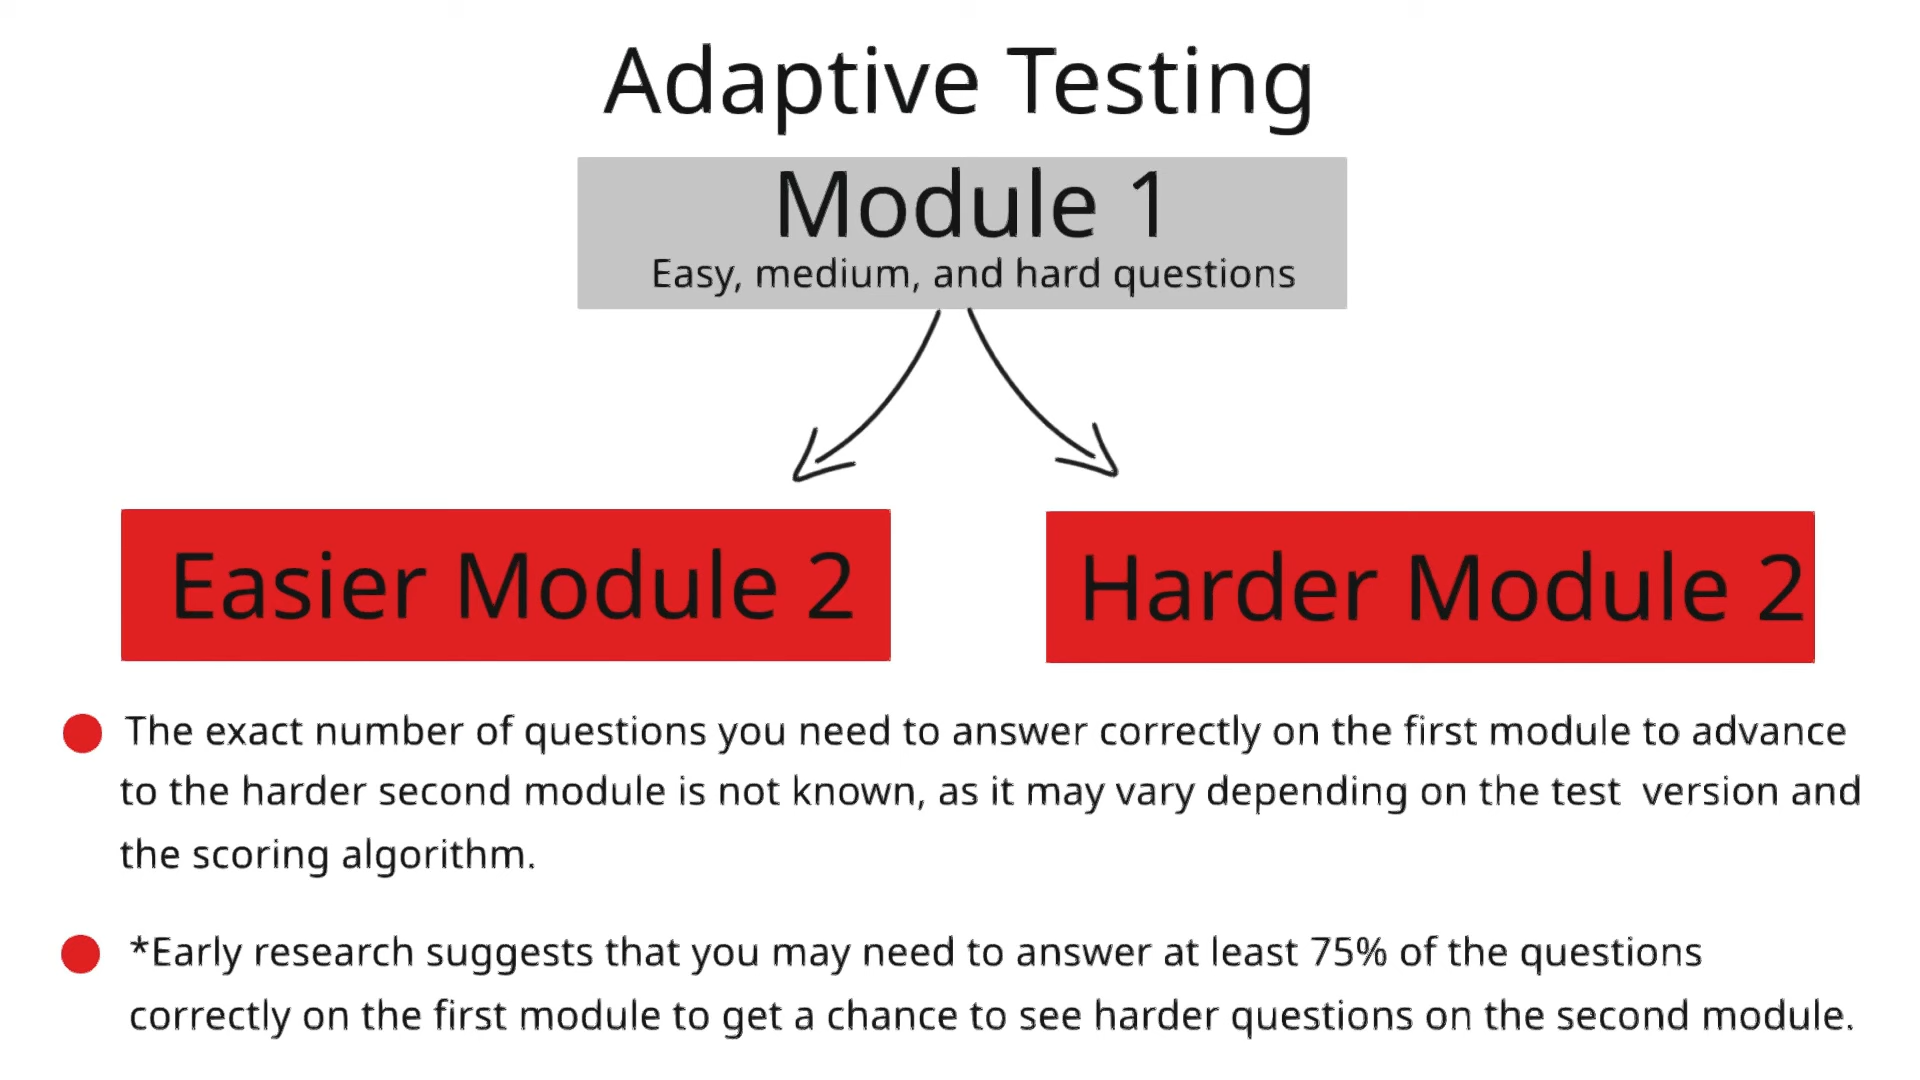 Adaptive Testing
Module 1
Easy, medium, and hard questions
Easier Module 2
Harder Module 2
The exact number of questions you need to answer correctly on the first module to advance
to the harder second module is not known, as it may vary depending on the test version and
the scoring algorithm.
*Early research suggests that you may need to answer at least 75% of the questions
correctly on the first module to get a chance to see harder questions on the second module.